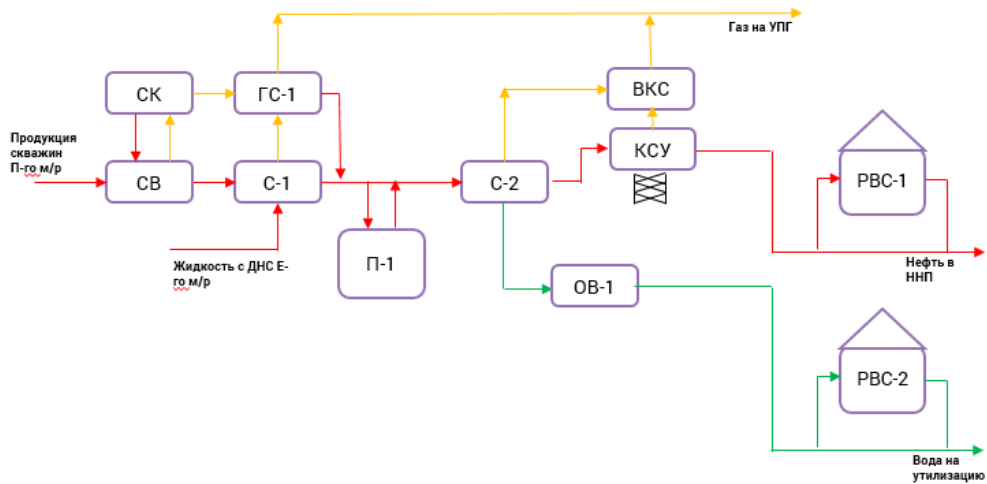 Газ на УПГ
СК
ГС-1
ВКС
Продукция
скважин
П-го м/р
СВ
С-1
С-2
КСУ
РВС-1
Жидкость с ДНС Е-
го м/р
П-1
Нефть в
ННП
ОВ-1
РВС-2
Вода на
утилизацию